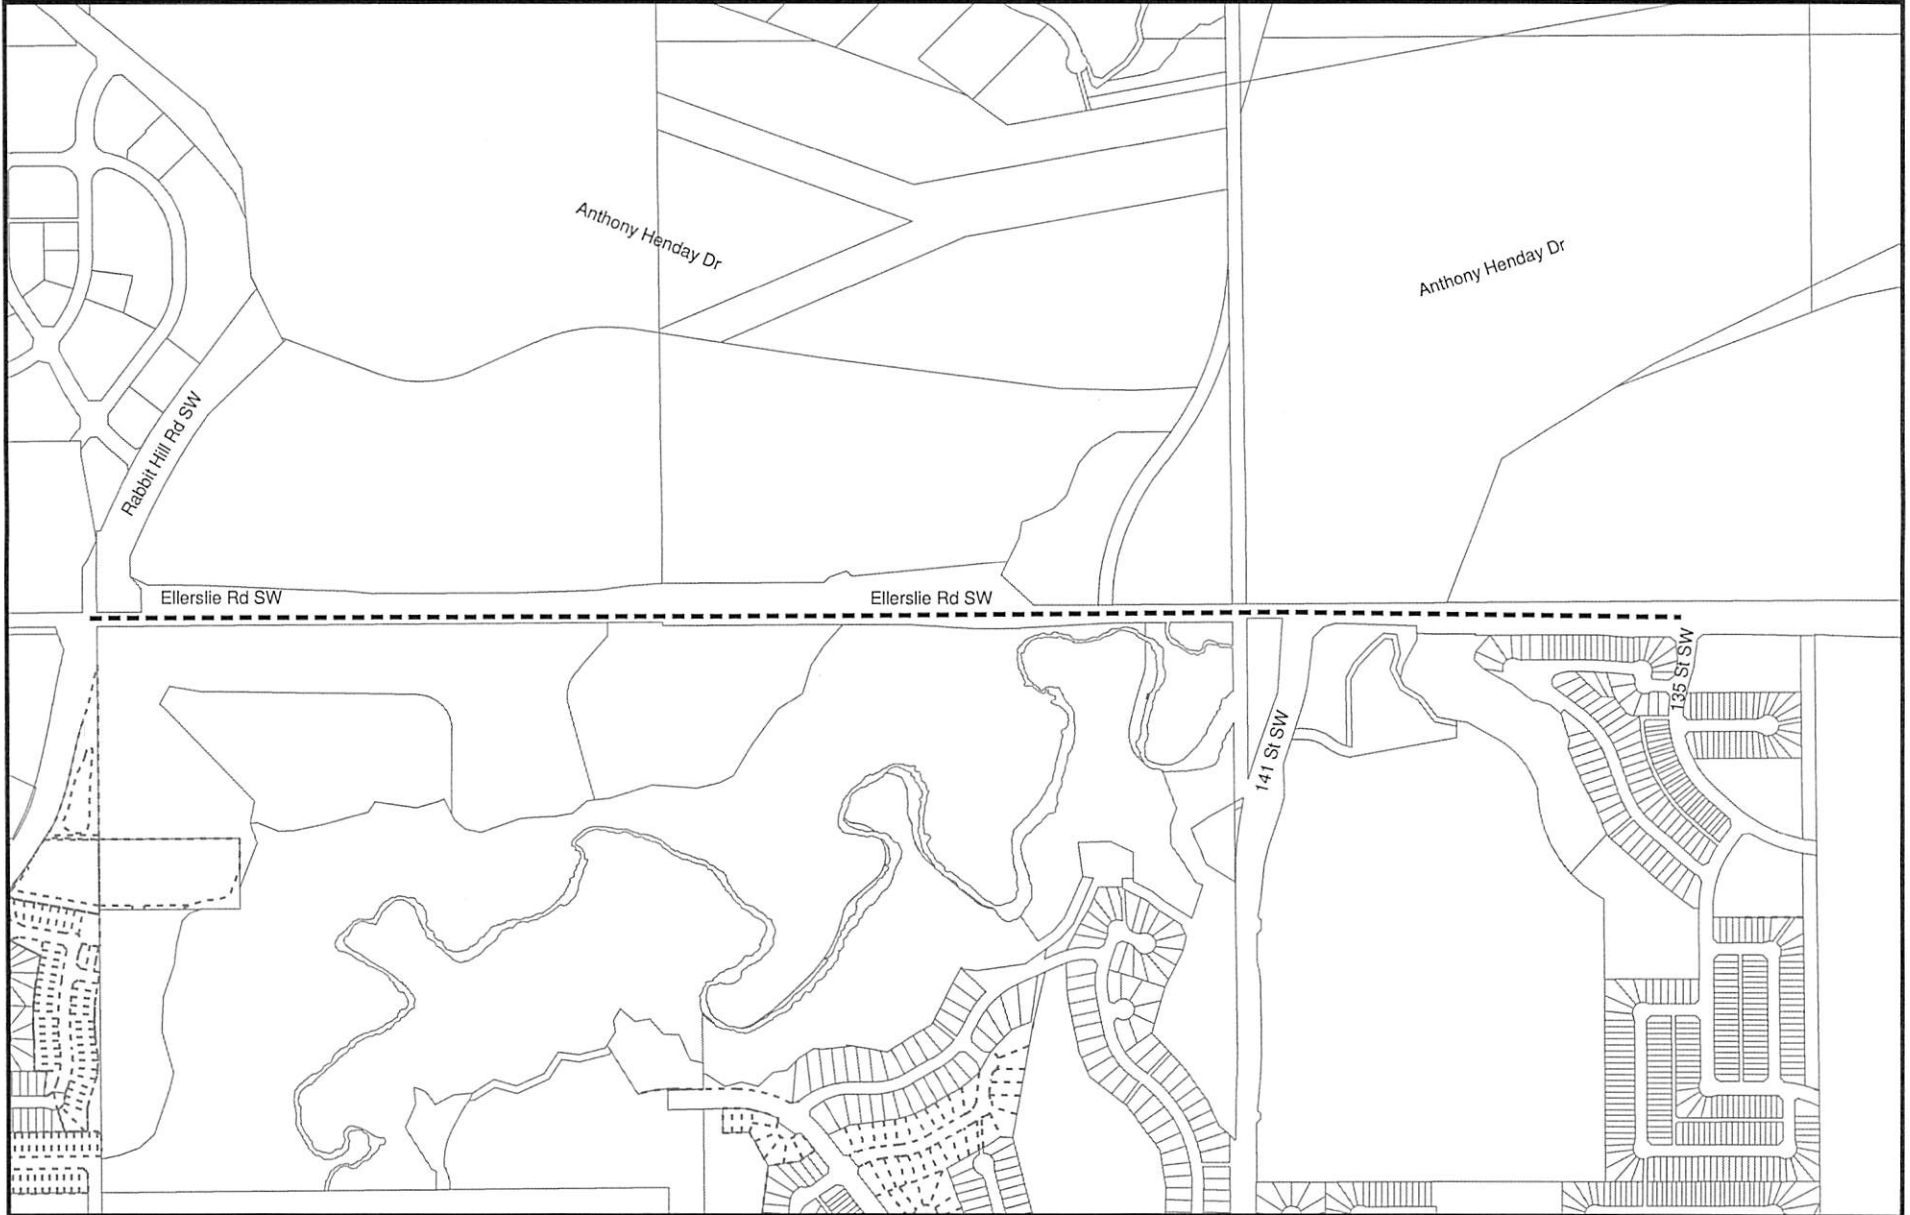 Anthony Henday Dr
Anthony Henday Dr
Rabbit Hill Rd SW
Ellerslie Rd SW
Ellerslie Rd SW
135 St SW
141 St SW